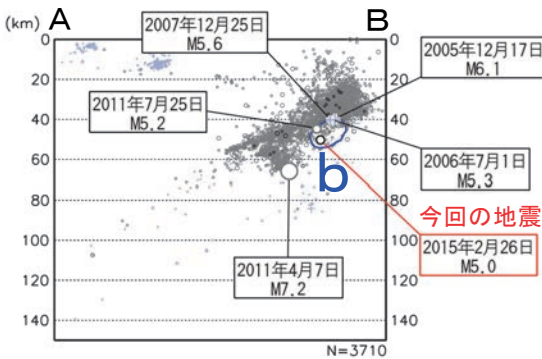 A
B
(km)
2007年12月25日
M5.6
2005年12月17日
M6.1
2011年7月25日
M5.2
2006年7月1日
M5.3
b
今回の地震
2015年2月26日
M5.0
2011年4月7日
M7.2
0
20
40
60
80
100
120
140
0
20
40
60
80
100
120
140
N=3710